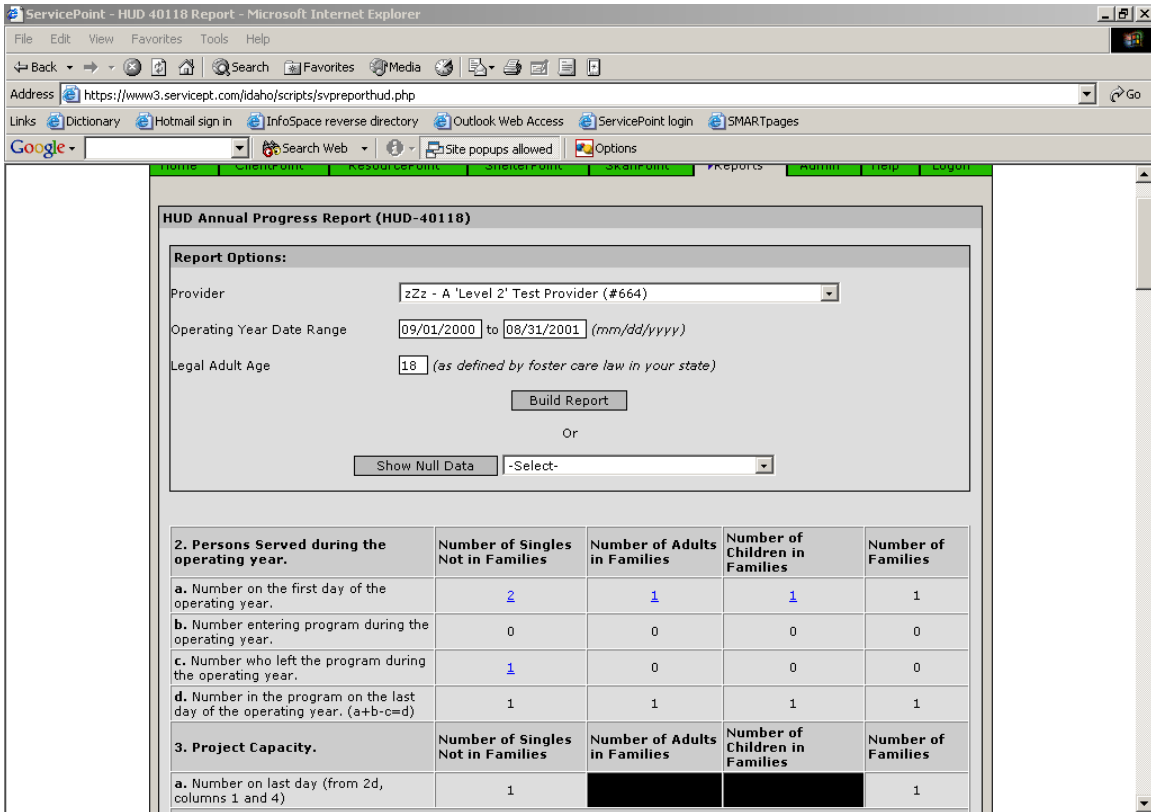 ServicePoint - HUD 40118 Report - Microsoft Internet Explorer
File Edit View Favorites Tools Help
Back Search Favorites Media
Address https://www3.servicept.com/idaho/scripts/svpreporthud.php Go
Links Dictionary Hotmail sign in InfoSpace reverse directory Outlook Web Access ServicePoint login SMARTpages
Google Search Web Site popups allowed Options
Home ClientPoint ResourcePoint ShelterPoint SkanPoint Reports Admin Help Logoff
HUD Annual Progress Report (HUD-40118)
Report Options:
Provider zZz - A 'Level 2' Test Provider (#664)
Operating Year Date Range 09/01/2000 to 08/31/2001 (mm/dd/yyyy)
Legal Adult Age 18 (as defined by foster care law in your state)
Build Report
Or
Show Null Data -Select-
2. Persons Served during the operating year. Number of Singles Not in Families Number of Adults in Families Number of Children in Families Number of Families
a. Number on the first day of the operating year. 2 1 1 1
b. Number entering program during the operating year. 0 0 0 0
c. Number who left the program during the operating year. 1 0 0 0
d. Number in the program on the last day of the operating year. (a+b-c=d) 1 1 1 1
3. Project Capacity. Number of Singles Not in Families Number of Adults in Families Number of Children in Families Number of Families
a. Number on last day (from 2d, columns 1 and 4) 1 1